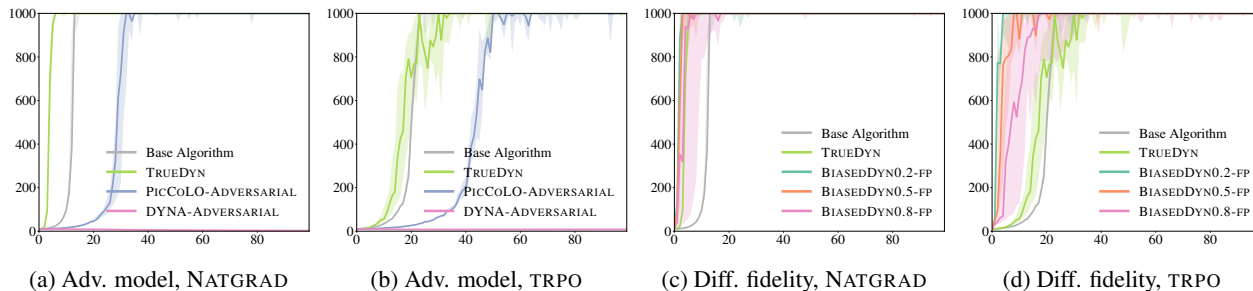 1000
800
600
400
200
0
0 20 40 60 80
Base Algorithm
TRUEDYN
PICCOLO-ADVERSARIAL
DYNA-ADVERSARIAL
(a) Adv. model, NATGRAD
1000
800
600
400
200
0
0 20 40 60 80
Base Algorithm
TRUEDYN
PICCOLO-ADVERSARIAL
DYNA-ADVERSARIAL
(b) Adv. model, TRPO
1000
800
600
400
200
0
0 20 40 60 80
Base Algorithm
TRUEDYN
BIASEDDYN0.2-FP
BIASEDDYN0.5-FP
BIASEDDYN0.8-FP
(c) Diff. fidelity, NATGRAD
1000
800
600
400
200
0
0 20 40 60 80
Base Algorithm
TRUEDYN
BIASEDDYN0.2-FP
BIASEDDYN0.5-FP
BIASEDDYN0.8-FP
(d) Diff. fidelity, TRPO